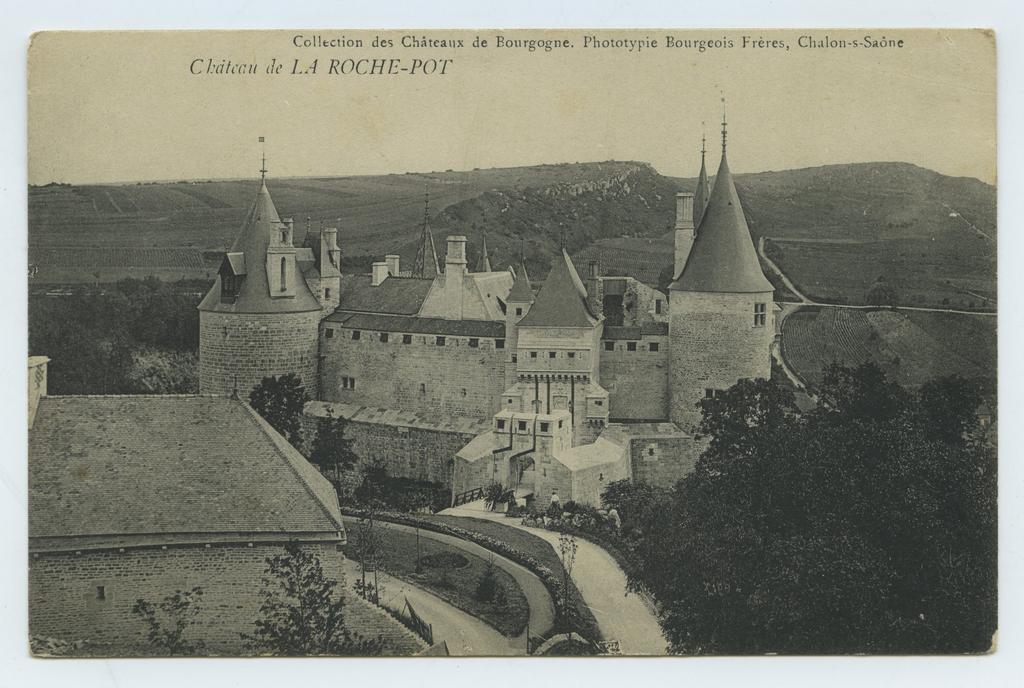 Collection des Châteaux de Bourgogne. Phototypie Bourgeois Frères, Chalon-s-Saône
Château de LA ROCHE-POT